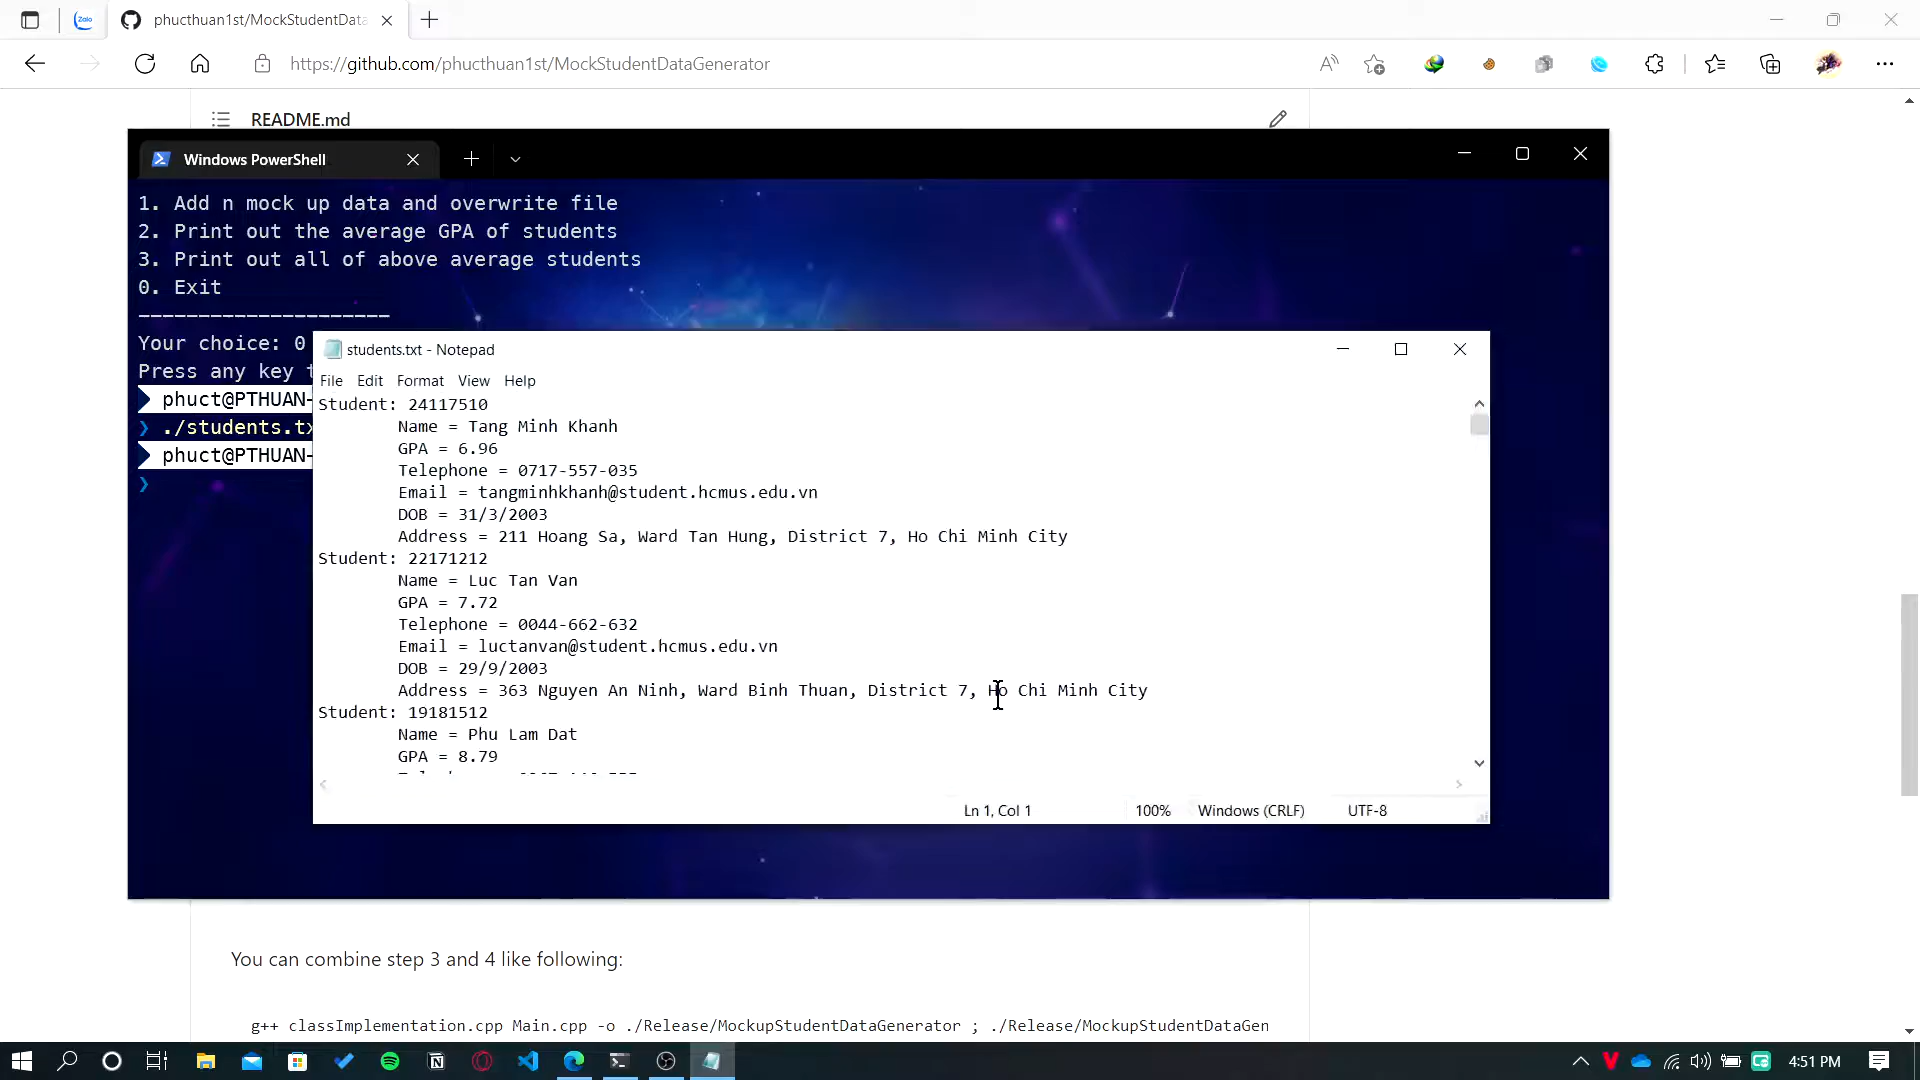 phucthuan1st/MockStudentData
https://github.com/phucthuan1st/MockStudentDataGenerator
README.md
Windows PowerShell
1. Add n mock up data and overwrite file
2. Print out the average GPA of students
3. Print out all of above average students
0. Exit
---------------------
Your choice: 0
Press any key
phuct@PTHUAN-
❯ ./students.tx
phuct@PTHUAN-
❯
students.txt - Notepad
File Edit Format View Help
Student: 24117510
Name = Tang Minh Khanh
GPA = 6.96
Telephone = 0717-557-035
Email = tangminhkhanh@student.hcmus.edu.vn
DOB = 31/3/2003
Address = 211 Hoang Sa, Ward Tan Hung, District 7, Ho Chi Minh City
Student: 22171212
Name = Luc Tan Van
GPA = 7.72
Telephone = 0044-662-632
Email = luctanvan@student.hcmus.edu.vn
DOB = 29/9/2003
Address = 363 Nguyen An Ninh, Ward Binh Thuan, District 7, Ho Chi Minh City
Student: 19181512
Name = Phu Lam Dat
GPA = 8.79
Ln 1, Col 1 100% Windows (CRLF) UTF-8
You can combine step 3 and 4 like following:
g++ classImplementation.cpp Main.cpp -o ./Release/MockupStudentDataGenerator ; ./Release/MockupStudentDataGen
4:51 PM